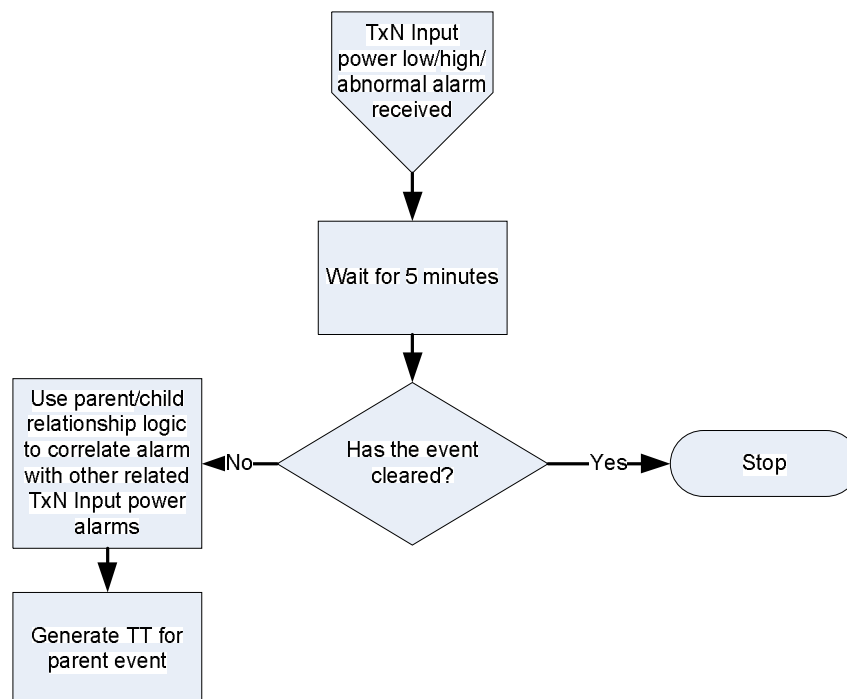 TxN Input
power low/high/
abnormal alarm
received
Wait for 5 minutes
Has the event
cleared?
No
Yes
Stop
Use parent/child
relationship logic
to correlate alarm
with other related
TxN Input power
alarms
Generate TT for
parent event